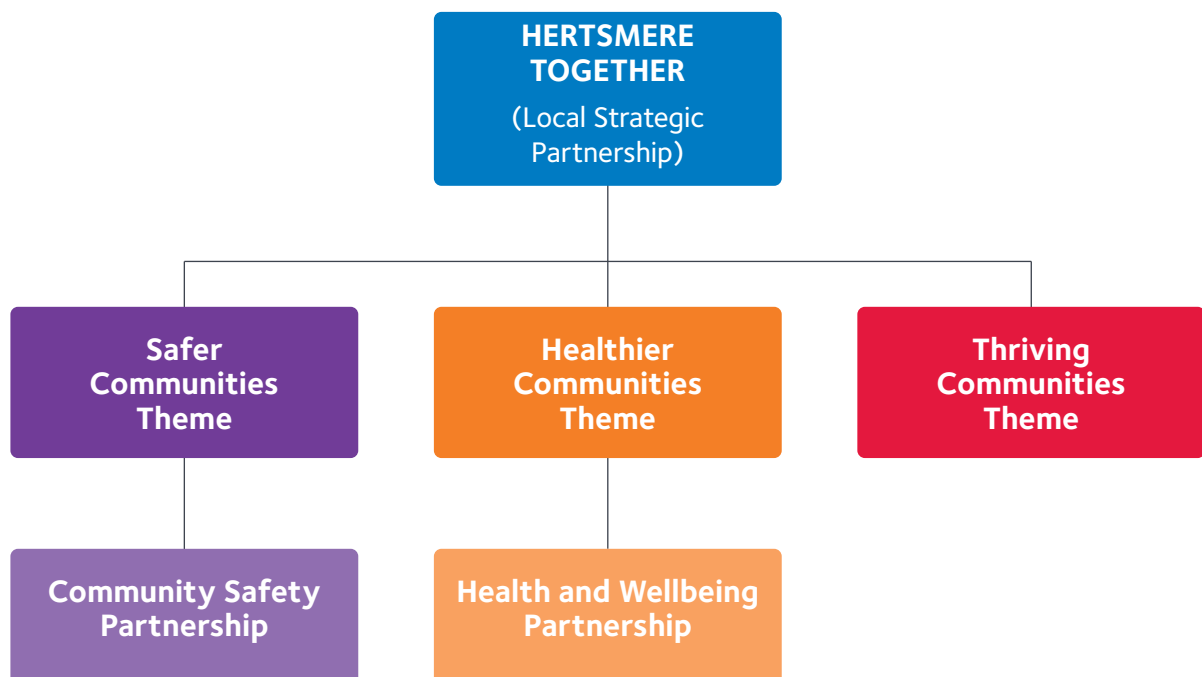 HERTSMERE
TOGETHER
(Local Strategic
Partnership)
Safer
Communities
Theme
Healthier
Communities
Theme
Thriving
Communities
Theme
Community Safety
Partnership
Health and Wellbeing
Partnership